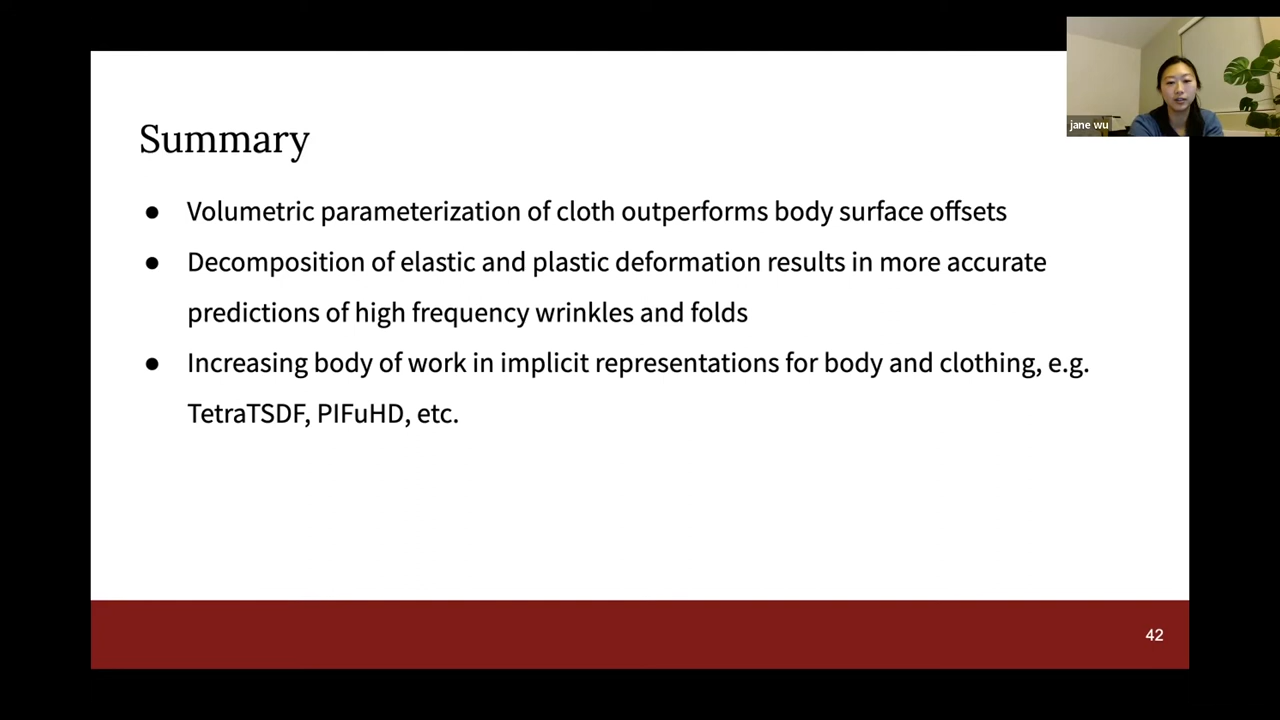 jane wu
Summary
● Volumetric parameterization of cloth outperforms body surface offsets
● Decomposition of elastic and plastic deformation results in more accurate
predictions of high frequency wrinkles and folds
● Increasing body of work in implicit representations for body and clothing, e.g.
TetraTSDF, PIFuHD, etc.
42